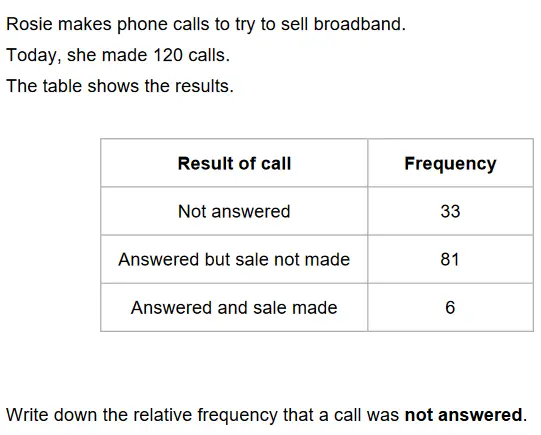 Rosie makes phone calls to try to sell broadband.
Today, she made 120 calls.
The table shows the results.
Result of call Frequency
Not answered 33
Answered but sale not made 81
Answered and sale made 6
Write down the relative frequency that a call was not answered.